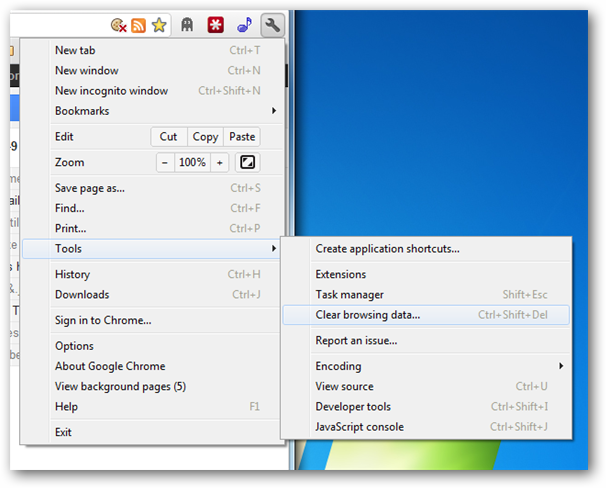 New tab Ctrl+T
New window Ctrl+N
New incognito window Ctrl+Shift+N
Bookmarks
Edit Cut Copy Paste
Zoom − 100% +
Save page as... Ctrl+S
Find... Ctrl+F
Print... Ctrl+P
Tools
History Ctrl+H
Downloads Ctrl+J
Sign in to Chrome...
Options
About Google Chrome
View background pages (5)
Help F1
Exit
Create application shortcuts...
Extensions
Task manager Shift+Esc
Clear browsing data... Ctrl+Shift+Del
Report an issue...
Encoding
View source Ctrl+U
Developer tools Ctrl+Shift+I
JavaScript console Ctrl+Shift+J